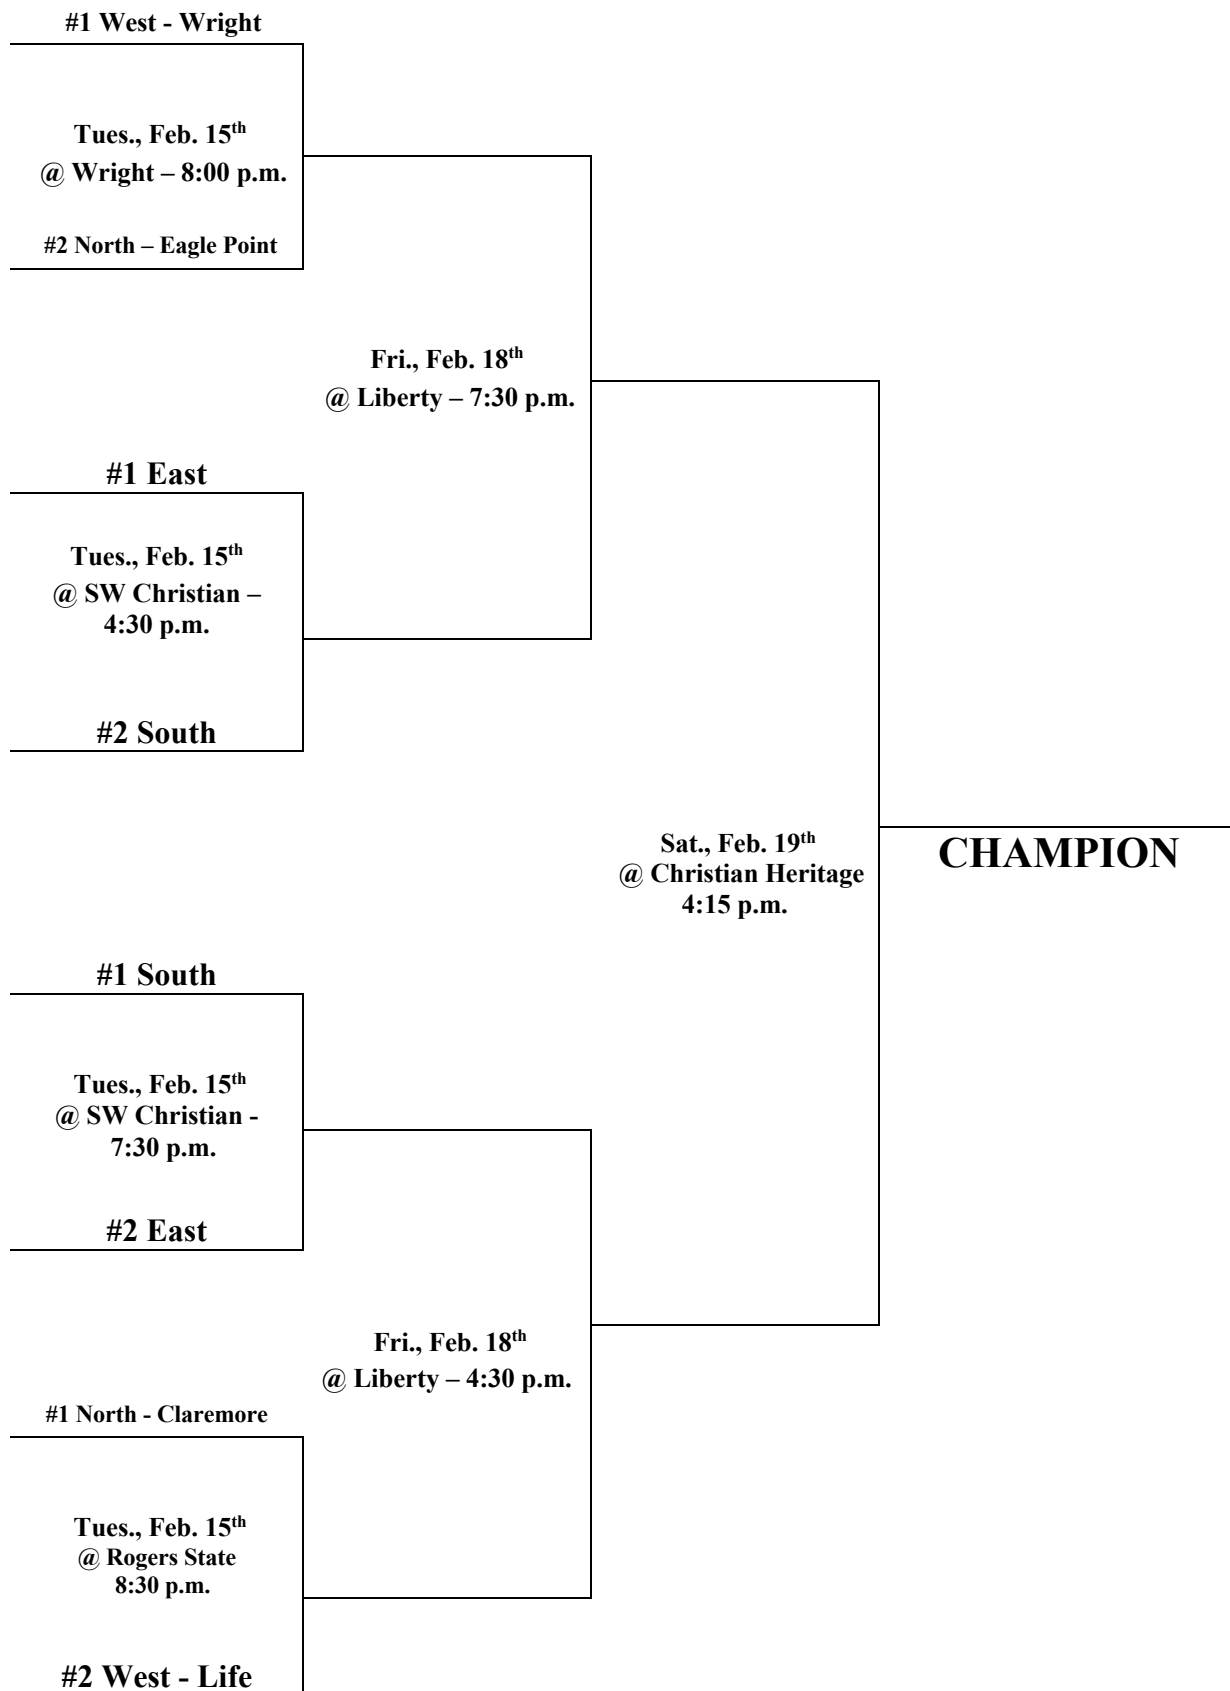 #1 West - Wright
Tues., Feb. 15th
@ Wright – 8:00 p.m.
#2 North – Eagle Point
Fri., Feb. 18th
@ Liberty – 7:30 p.m.
#1 East
Tues., Feb. 15th
@ SW Christian –
4:30 p.m.
#2 South
Sat., Feb. 19th
@ Christian Heritage
4:15 p.m.
CHAMPION
#1 South
Tues., Feb. 15th
@ SW Christian -
7:30 p.m.
#2 East
Fri., Feb. 18th
@ Liberty – 4:30 p.m.
#1 North - Claremore
Tues., Feb. 15th
@ Rogers State
8:30 p.m.
#2 West - Life